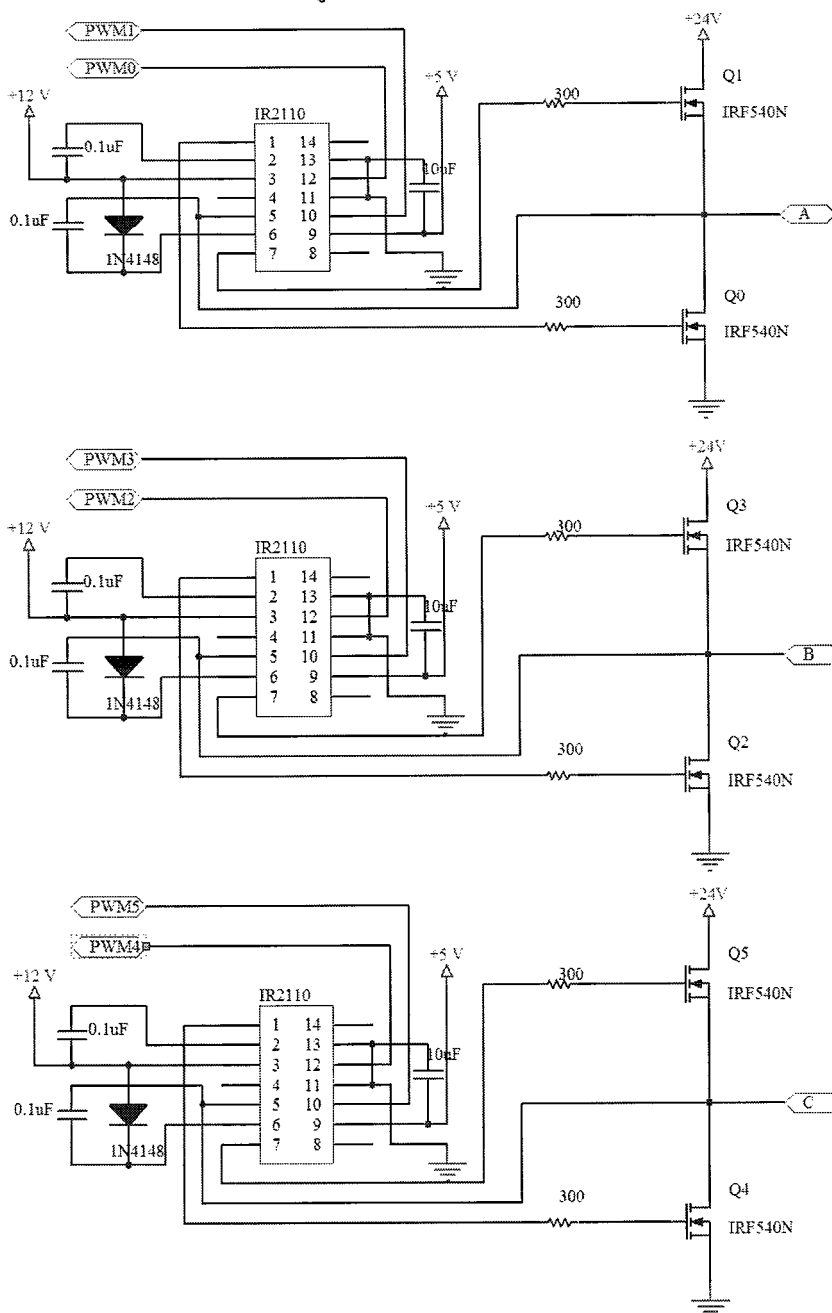 +24V
PWM1
PWM0
+5 V
Q1
300
IRF540N
+12 V
IR2110
0.1uF
1 14
2 13
10uF
3 12
4 11
5 10
A
0.1uF
6 9
1N4148
7 8
Q0
300
IRF540N
+24V
PWM3
PWM2
+5 V
Q3
300
IRF540N
+12 V
IR2110
0.1uF
1 14
2 13
10uF
3 12
4 11
5 10
B
0.1uF
6 9
1N4148
7 8
Q2
300
IRF540N
+24V
PWM5
PWM4
+5 V
Q5
300
IRF540N
+12 V
IR2110
0.1uF
1 14
2 13
10uF
3 12
4 11
5 10
C
0.1uF
6 9
1N4148
7 8
Q4
300
IRF540N